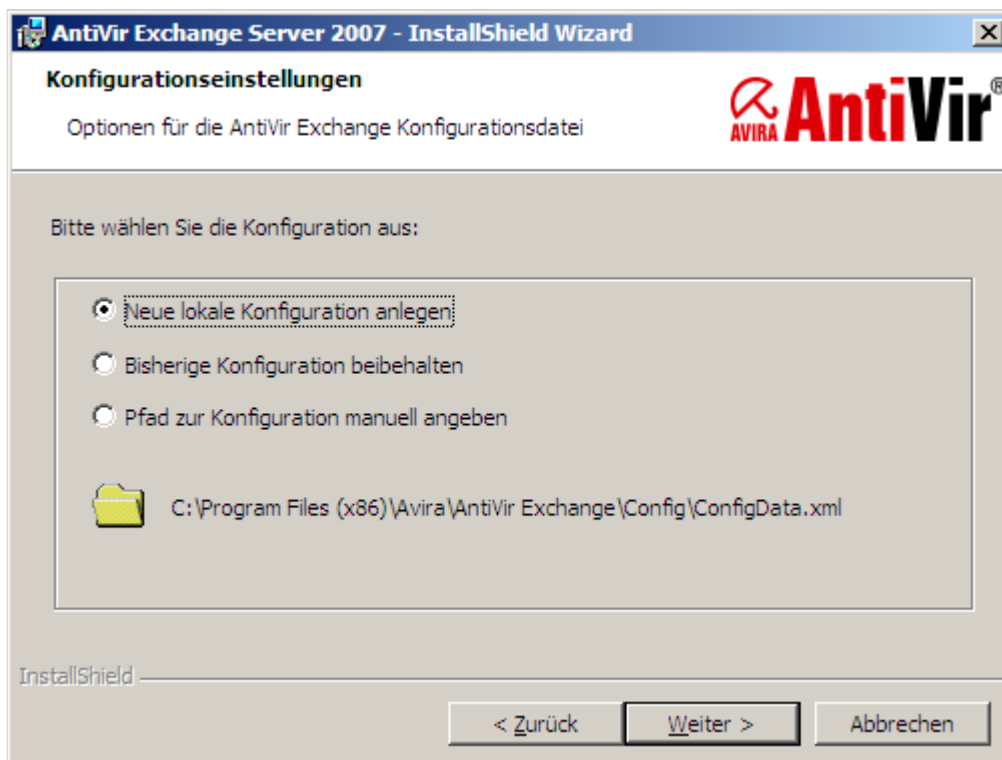 AntiVir Exchange Server 2007 - InstallShield Wizard
Konfigurationseinstellungen
Optionen für die AntiVir Exchange Konfigurationsdatei
AVIRA AntiVir®
Bitte wählen Sie die Konfiguration aus:
Neue lokale Konfiguration anlegen
Bisherige Konfiguration beibehalten
Pfad zur Konfiguration manuell angeben
C:\Program Files (x86)\Avira\AntiVir Exchange\Config\ConfigData.xml
InstallShield
< Zurück
Weiter >
Abbrechen